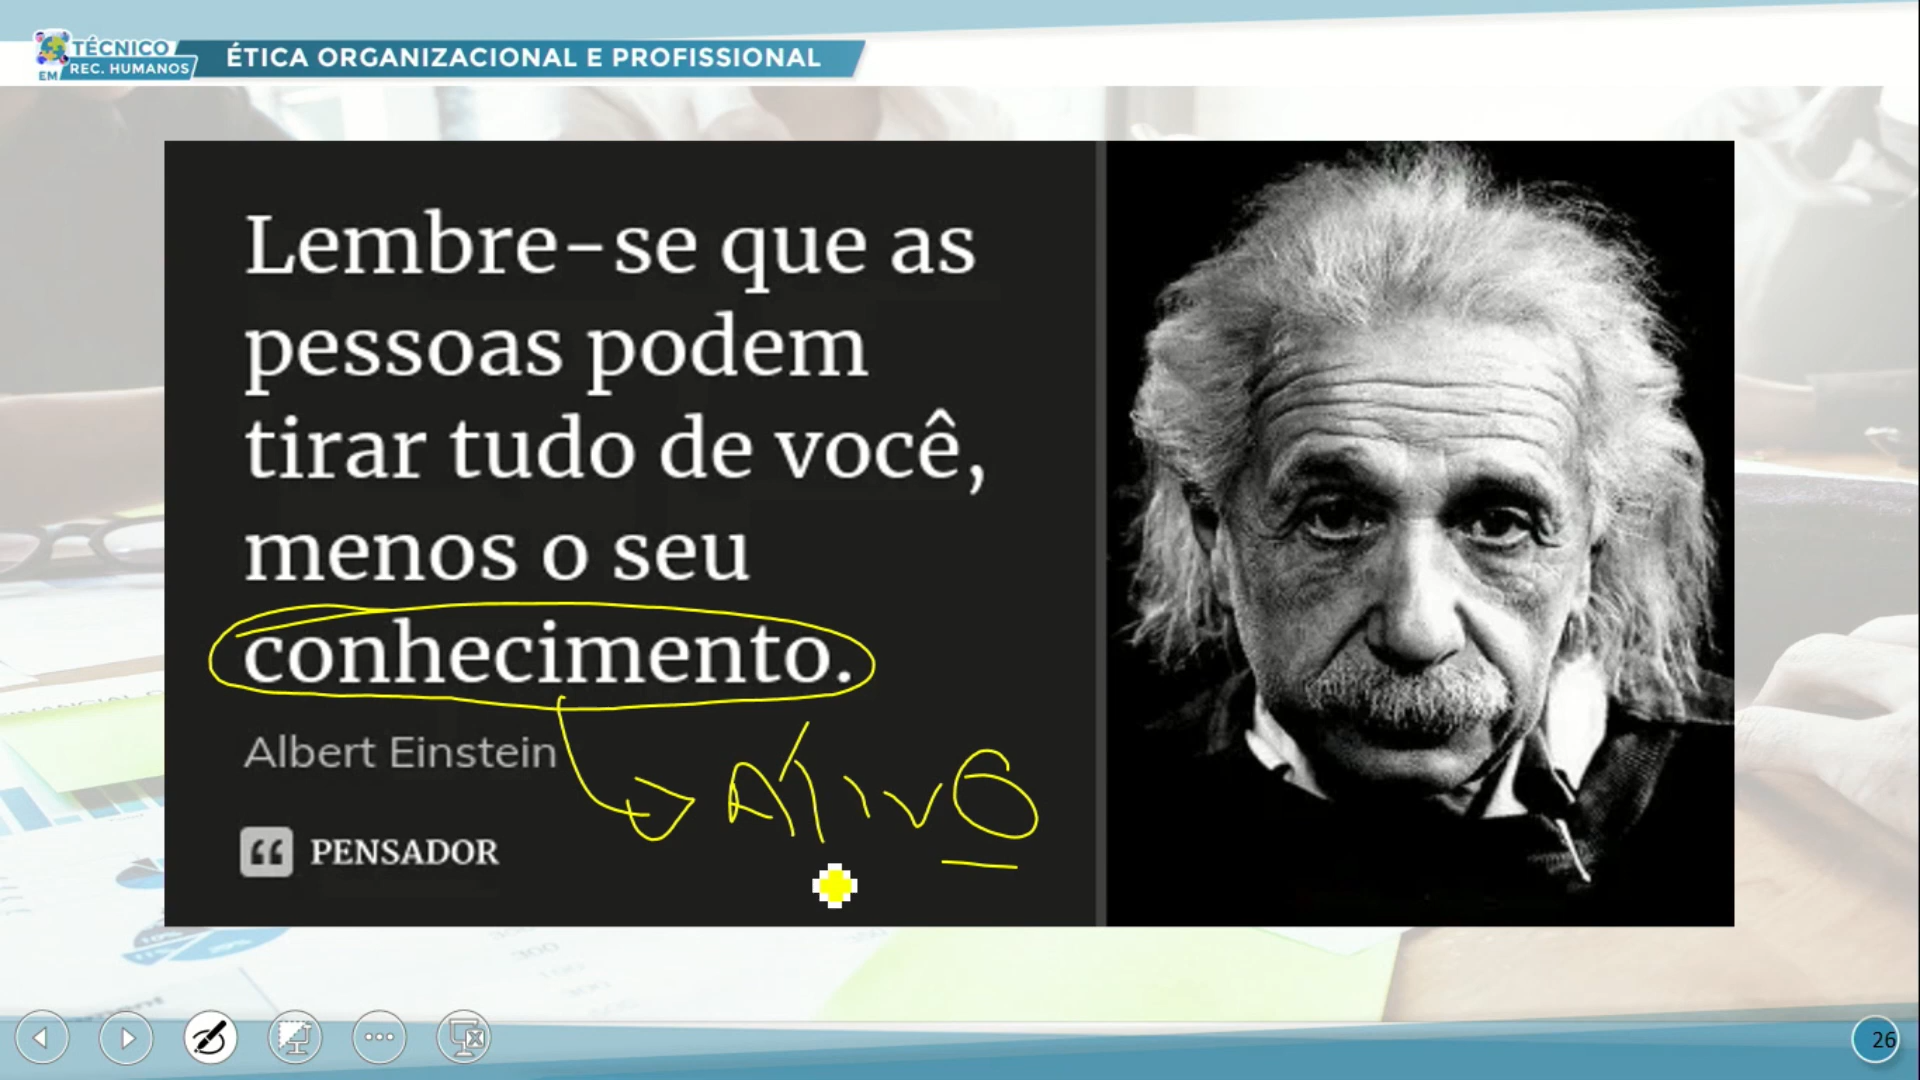 TÉCNICO
EM REC. HUMANOS
ÉTICA ORGANIZACIONAL E PROFISSIONAL
Lembre-se que as
pessoas podem
tirar tudo de você,
menos o seu
conhecimento.
Albert Einstein
Ativo
PENSADOR
26